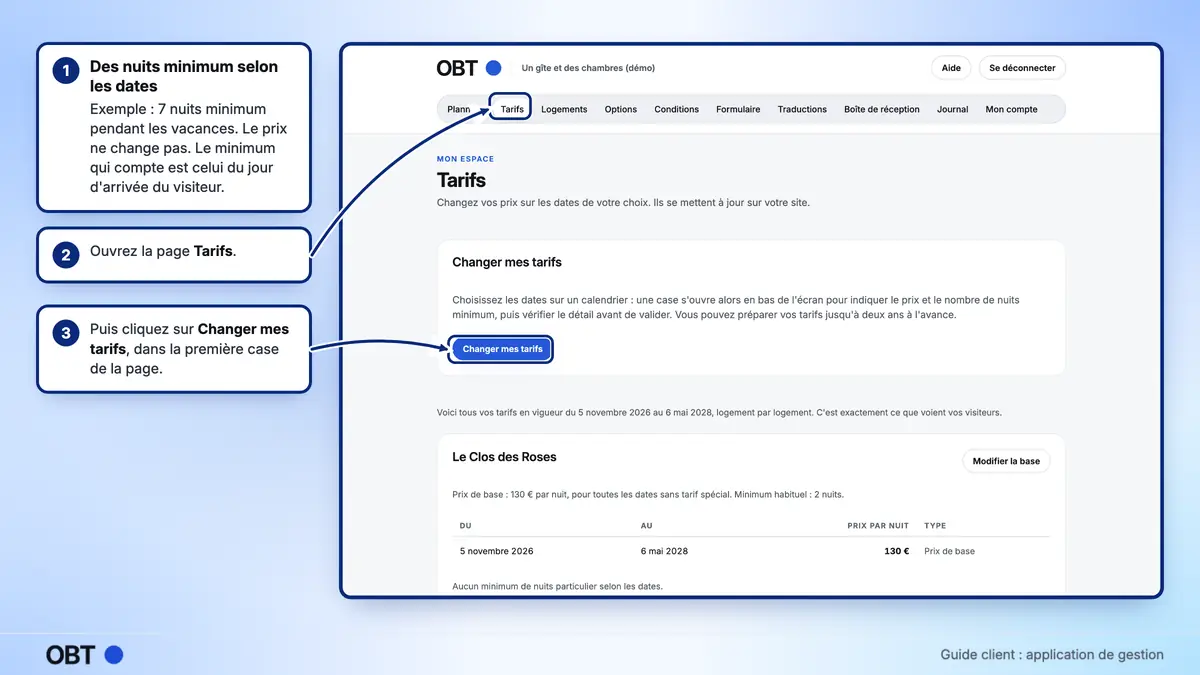 1
Des nuits minimum selon
les dates
Exemple : 7 nuits minimum
pendant les vacances. Le prix
ne change pas. Le minimum
qui compte est celui du jour
d'arrivée du visiteur.
2
Ouvrez la page Tarifs.
3
Puis cliquez sur Changer mes
tarifs, dans la première case
de la page.
OBT
Un gîte et des chambres (démo)
Aide
Se déconnecter
Plann
Tarifs
Logements
Options
Conditions
Formulaire
Traductions
Boîte de réception
Journal
Mon compte
MON ESPACE
Tarifs
Changez vos prix sur les dates de votre choix. Ils se mettent à jour sur votre site.
Changer mes tarifs
Choisissez les dates sur un calendrier : une case s'ouvre alors en bas de l'écran pour indiquer le prix et le nombre de nuits
minimum, puis vérifier le détail avant de valider. Vous pouvez préparer vos tarifs jusqu'à deux ans à l'avance.
Changer mes tarifs
Voici tous vos tarifs en vigueur du 5 novembre 2026 au 6 mai 2028, logement par logement. C'est exactement ce que voient vos visiteurs.
Le Clos des Roses
Modifier la base
Prix de base : 130 € par nuit, pour toutes les dates sans tarif spécial. Minimum habituel : 2 nuits.
DU AU PRIX PAR NUIT TYPE
5 novembre 2026 6 mai 2028 130 € Prix de base
Aucun minimum de nuits particulier selon les dates.
OBT
Guide client : application de gestion